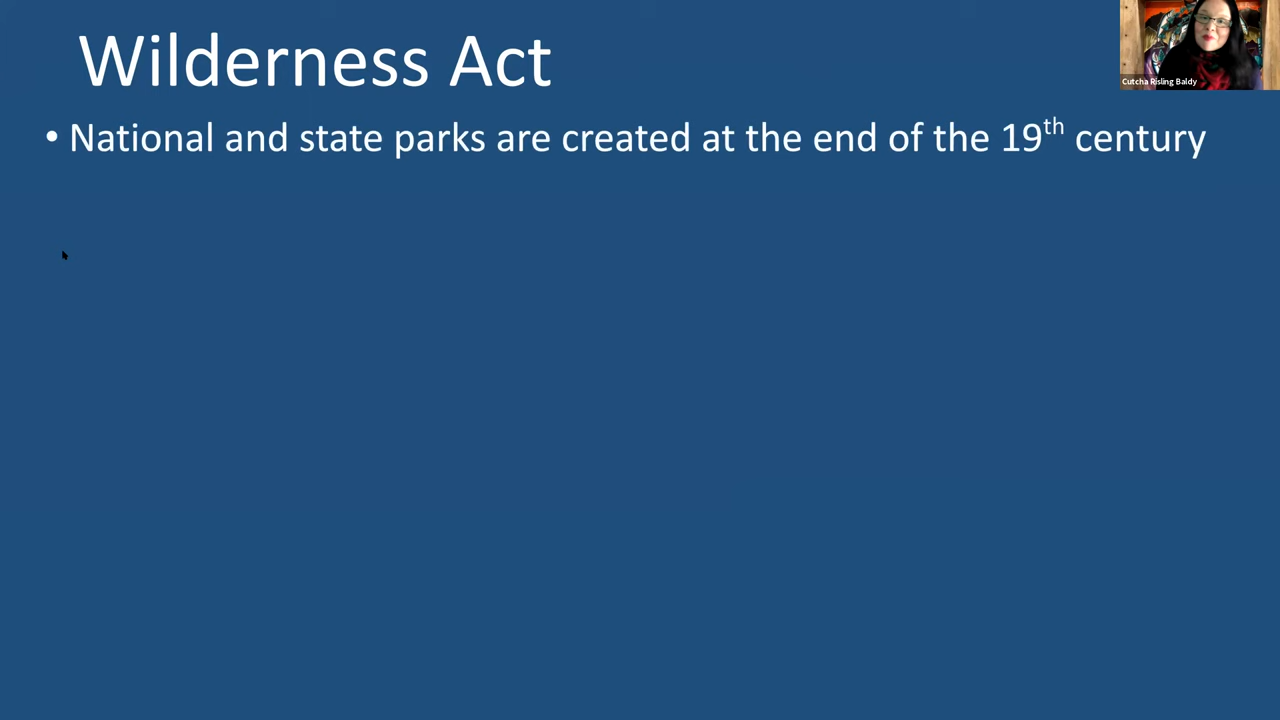 Wilderness Act
Cutcha Risling Baldy
• National and state parks are created at the end of the 19th century